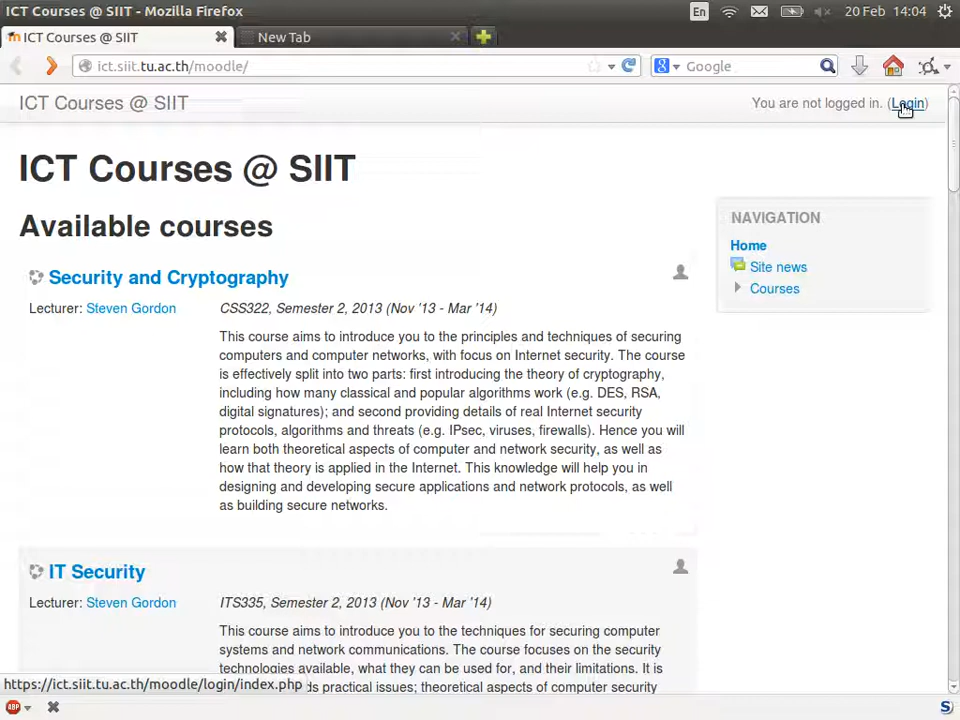 ICT Courses @ SIIT - Mozilla Firefox
En
20 Feb 14:04
ICT Courses @ SIIT
New Tab
ict.siit.tu.ac.th/moodle/
Google
ICT Courses @ SIIT
You are not logged in. (Login)
ICT Courses @ SIIT
Available courses
NAVIGATION
Home
Site news
Courses
Security and Cryptography
Lecturer: Steven Gordon
CSS322, Semester 2, 2013 (Nov '13 - Mar '14)
This course aims to introduce you to the principles and techniques of securing
computers and computer networks, with focus on Internet security. The course
is effectively split into two parts: first introducing the theory of cryptography,
including how many classical and popular algorithms work (e.g. DES, RSA,
digital signatures); and second providing details of real Internet security
protocols, algorithms and threats (e.g. IPsec, viruses, firewalls). Hence you will
learn both theoretical aspects of computer and network security, as well as
how that theory is applied in the Internet. This knowledge will help you in
designing and developing secure applications and network protocols, as well
as building secure networks.
IT Security
Lecturer: Steven Gordon
ITS335, Semester 2, 2013 (Nov '13 - Mar '14)
This course aims to introduce you to the techniques for securing computer
systems and network communications. The course focuses on the security
technologies available, what they can be used for, and their limitations. It is
https://ict.siit.tu.ac.th/moodle/login/index.php
practical issues; theoretical aspects of computer security
ABP